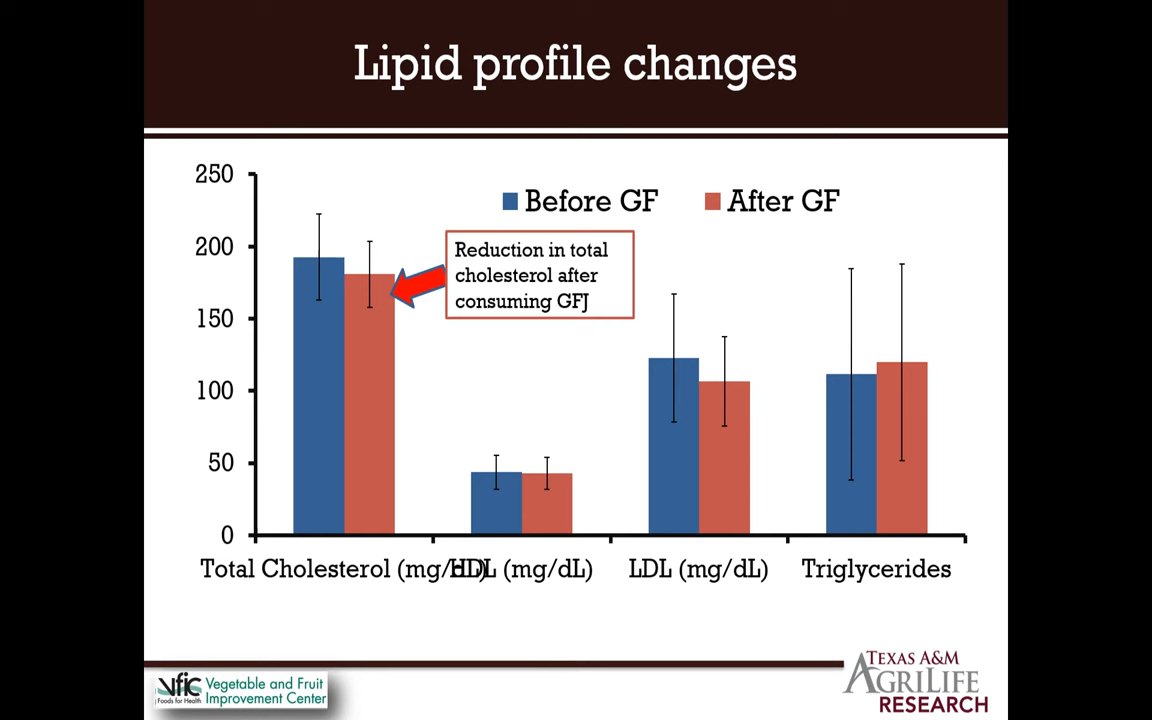 Lipid profile changes
250
200
150
100
50
0
Before GF
After GF
Reduction in total
cholesterol after
consuming GFJ
Total Cholesterol (mg/dL)
HDL (mg/dL)
LDL (mg/dL)
Triglycerides
vfic
Foods for Health
Vegetable and Fruit
Improvement Center
TEXAS A&M
AGRILIFE
RESEARCH